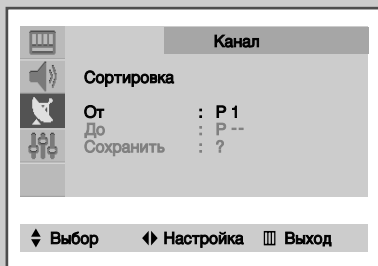 Канал
Сортировка
От : P 1
До : P --
Сохранить : ?
Выбор Настройка Выход